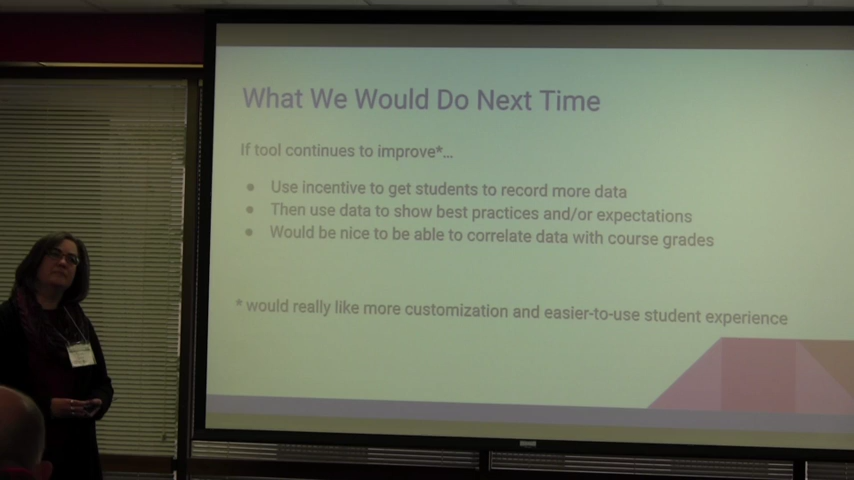 What We Would Do Next Time
If tool continues to improve*...
● Use incentive to get students to record more data
● Then use data to show best practices and/or expectations
● Would be nice to be able to correlate data with course grades
* would really like more customization and easier-to-use student experience